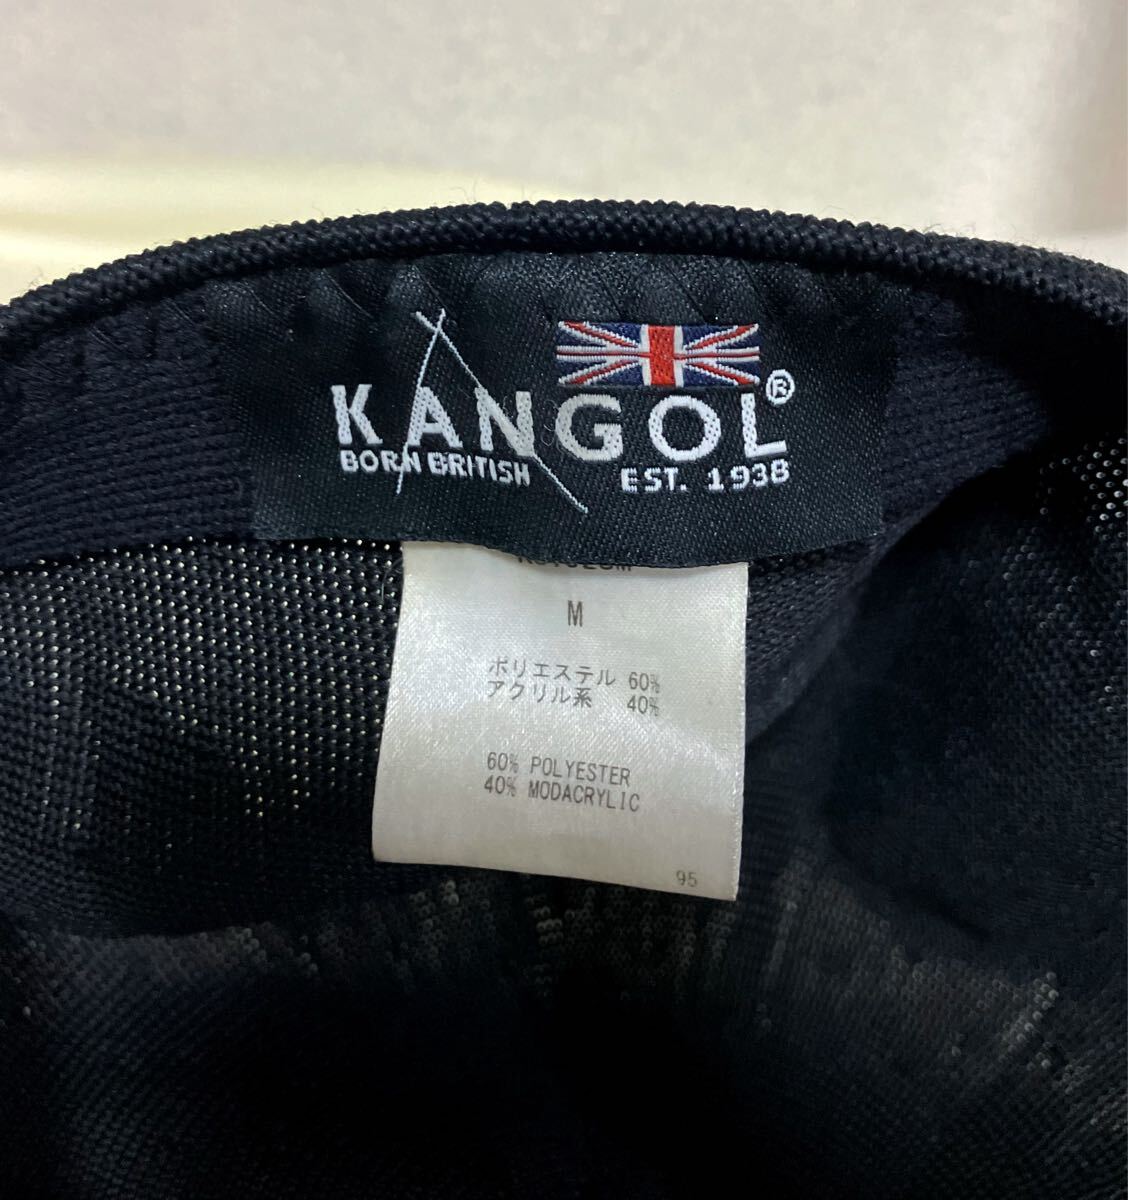 KANGOL®
BORN BRITISH EST. 1938
M
ポリエステル 60%
アクリル系 40%
60% POLYESTER
40% MODACRYLIC
95